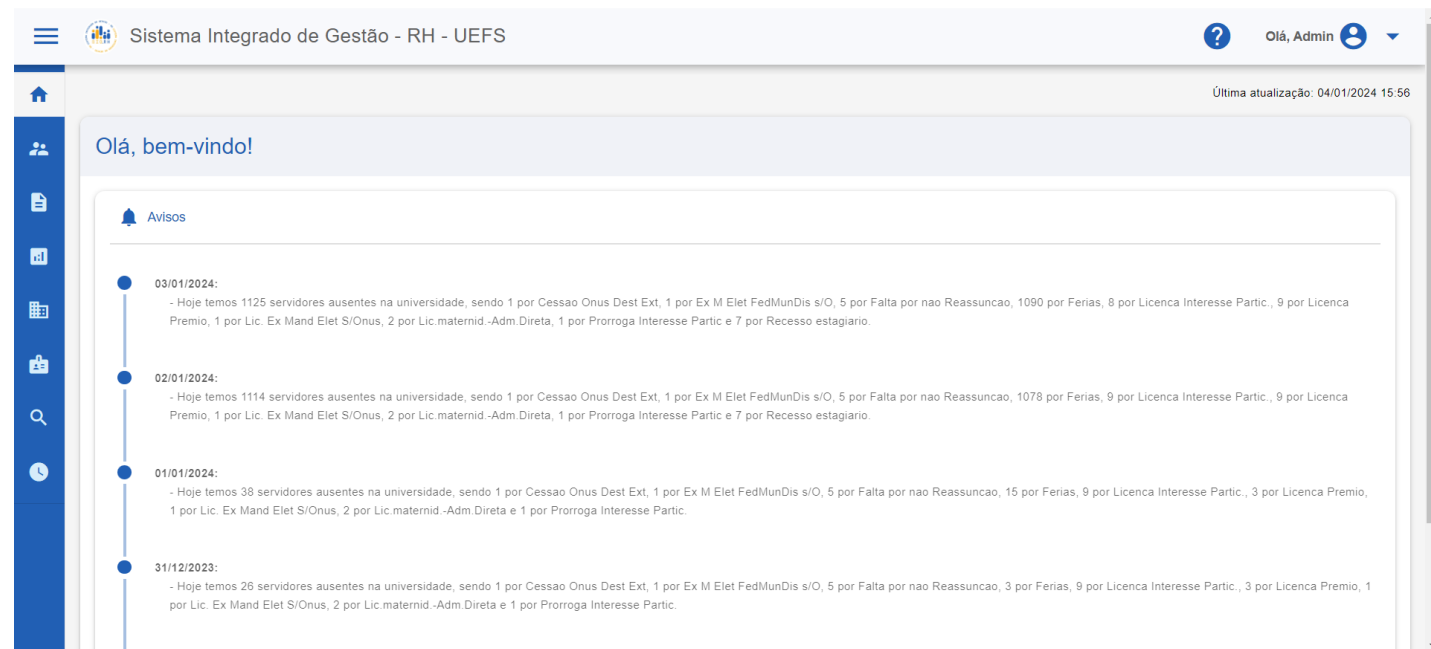 Sistema Integrado de Gestão - RH - UEFS
? Olá, Admin
Última atualização: 04/01/2024 15:56
Olá, bem-vindo!
Avisos
03/01/2024:
- Hoje temos 1125 servidores ausentes na universidade, sendo 1 por Cessao Onus Dest Ext, 1 por Ex M Elet FedMunDis s/O, 5 por Falta por nao Reassuncao, 1090 por Ferias, 8 por Licenca Interesse Partic., 9 por Licenca
Premio, 1 por Lic. Ex Mand Elet S/Onus, 2 por Lic.maternid.-Adm.Direta, 1 por Prorroga Interesse Partic e 7 por Recesso estagiario.
02/01/2024:
- Hoje temos 1114 servidores ausentes na universidade, sendo 1 por Cessao Onus Dest Ext, 1 por Ex M Elet FedMunDis s/O, 5 por Falta por nao Reassuncao, 1078 por Ferias, 9 por Licenca Interesse Partic., 9 por Licenca
Premio, 1 por Lic. Ex Mand Elet S/Onus, 2 por Lic.maternid.-Adm.Direta, 1 por Prorroga Interesse Partic e 7 por Recesso estagiario.
01/01/2024:
- Hoje temos 38 servidores ausentes na universidade, sendo 1 por Cessao Onus Dest Ext, 1 por Ex M Elet FedMunDis s/O, 5 por Falta por nao Reassuncao, 15 por Ferias, 9 por Licenca Interesse Partic., 3 por Licenca Premio,
1 por Lic. Ex Mand Elet S/Onus, 2 por Lic.maternid.-Adm.Direta e 1 por Prorroga Interesse Partic.
31/12/2023:
- Hoje temos 26 servidores ausentes na universidade, sendo 1 por Cessao Onus Dest Ext, 1 por Ex M Elet FedMunDis s/O, 5 por Falta por nao Reassuncao, 3 por Ferias, 9 por Licenca Interesse Partic., 3 por Licenca Premio, 1
por Lic. Ex Mand Elet S/Onus, 2 por Lic.maternid.-Adm.Direta e 1 por Prorroga Interesse Partic.